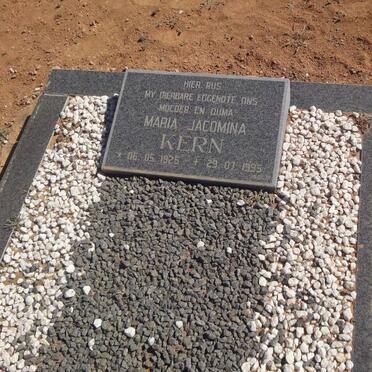 HIER RUS
MY DIERBARE EGGENOTE ONS
MOEDER EN OUMA
MARIA JACOMINA
KERN
* 06.05.1925 + 29.07.1995